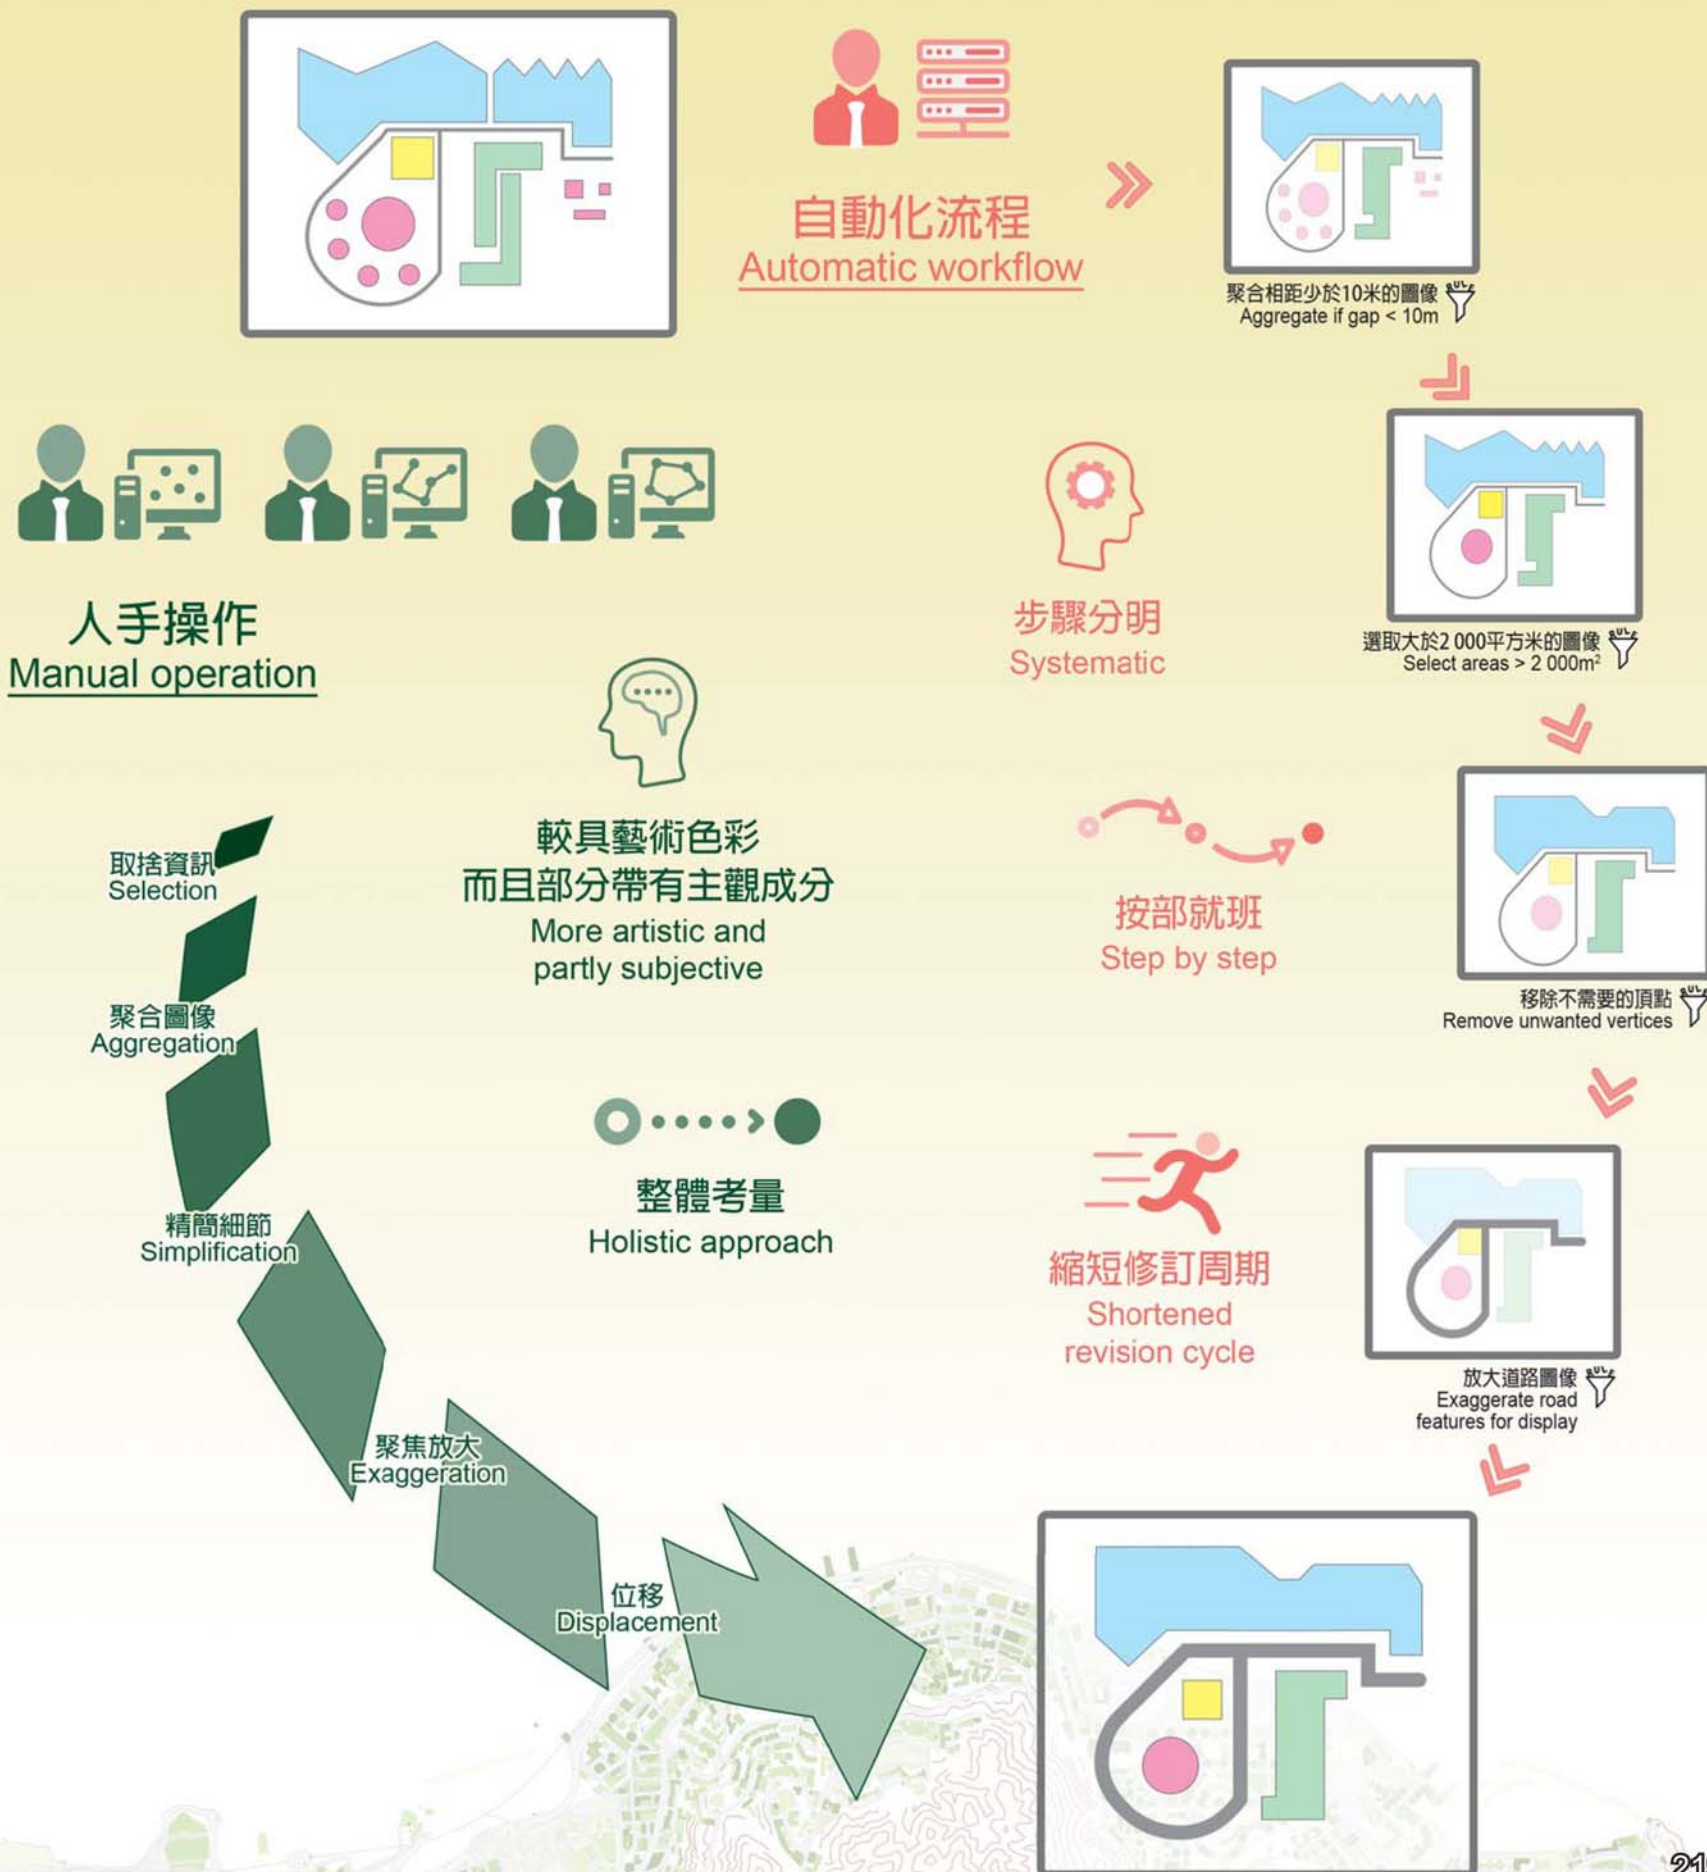 自動化流程
Automatic workflow
聚合相距少於10米的圖像
Aggregate if gap < 10m
RULE
人手操作
Manual operation
步驟分明
Systematic
選取大於2 000平方米的圖像
Select areas > 2 000m²
RULE
取捨資訊
Selection
較具藝術色彩
而且部分帶有主觀成分
More artistic and
partly subjective
按部就班
Step by step
移除不需要的頂點
Remove unwanted vertices
RULE
聚合圖像
Aggregation
整體考量
Holistic approach
精簡細節
Simplification
縮短修訂周期
Shortened
revision cycle
放大道路圖像
Exaggerate road
features for display
RULE
聚焦放大
Exaggeration
位移
Displacement
21